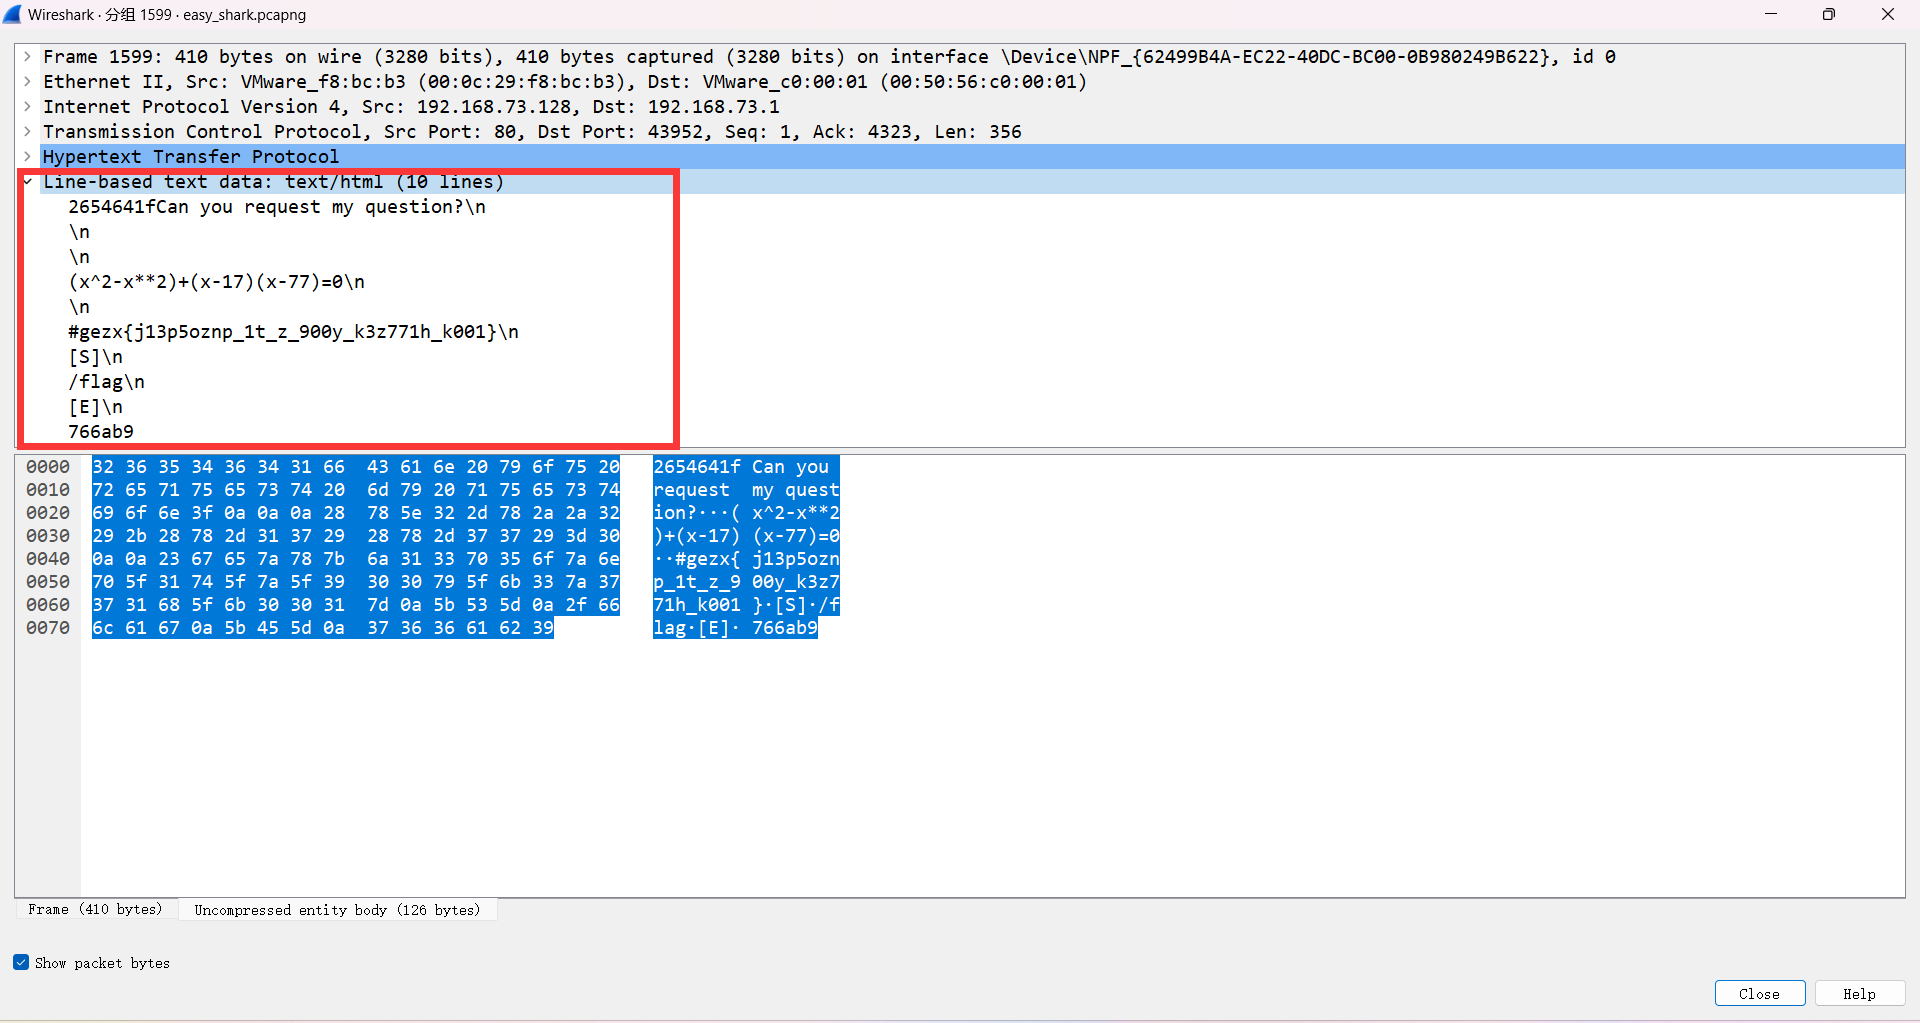 Wireshark · 分组 1599 · easy_shark.pcapng
Frame 1599: 410 bytes on wire (3280 bits), 410 bytes captured (3280 bits) on interface \Device\NPF_{62499B4A-EC22-40DC-BC00-0B980249B622}, id 0
Ethernet II, Src: VMware_f8:bc:b3 (00:0c:29:f8:bc:b3), Dst: VMware_c0:00:01 (00:50:56:c0:00:01)
Internet Protocol Version 4, Src: 192.168.73.128, Dst: 192.168.73.1
Transmission Control Protocol, Src Port: 80, Dst Port: 43952, Seq: 1, Ack: 4323, Len: 356
Hypertext Transfer Protocol
Line-based text data: text/html (10 lines)
2654641fCan you request my question?\n
\n
\n
(x^2-x**2)+(x-17)(x-77)=0\n
\n
#gezx{j13p5oznp_1t_z_900y_k3z771h_k001}\n
[S]\n
/flag\n
[E]\n
766ab9
0000 32 36 35 34 36 34 31 66 43 61 6e 20 79 6f 75 20 2654641f Can you
0010 72 65 71 75 65 73 74 20 6d 79 20 71 75 65 73 74 request my quest
0020 69 6f 6e 3f 0a 0a 0a 28 78 5e 32 2d 78 2a 2a 32 ion?···( x^2-x**2
0030 29 2b 28 78 2d 31 37 29 28 78 2d 37 37 29 3d 30 )+(x-17) (x-77)=0
0040 0a 0a 23 67 65 7a 78 7b 6a 31 33 70 35 6f 7a 6e ··#gezx{ j13p5ozn
0050 70 5f 31 74 5f 7a 5f 39 30 30 79 5f 6b 33 7a 37 p_1t_z_9 00y_k3z7
0060 37 31 68 5f 6b 30 30 31 7d 0a 5b 53 5d 0a 2f 66 71h_k001 }·[S]·/f
0070 6c 61 67 0a 5b 45 5d 0a 37 36 36 61 62 39 lag·[E]· 766ab9
Frame (410 bytes) Uncompressed entity body (126 bytes)
Show packet bytes
Close Help